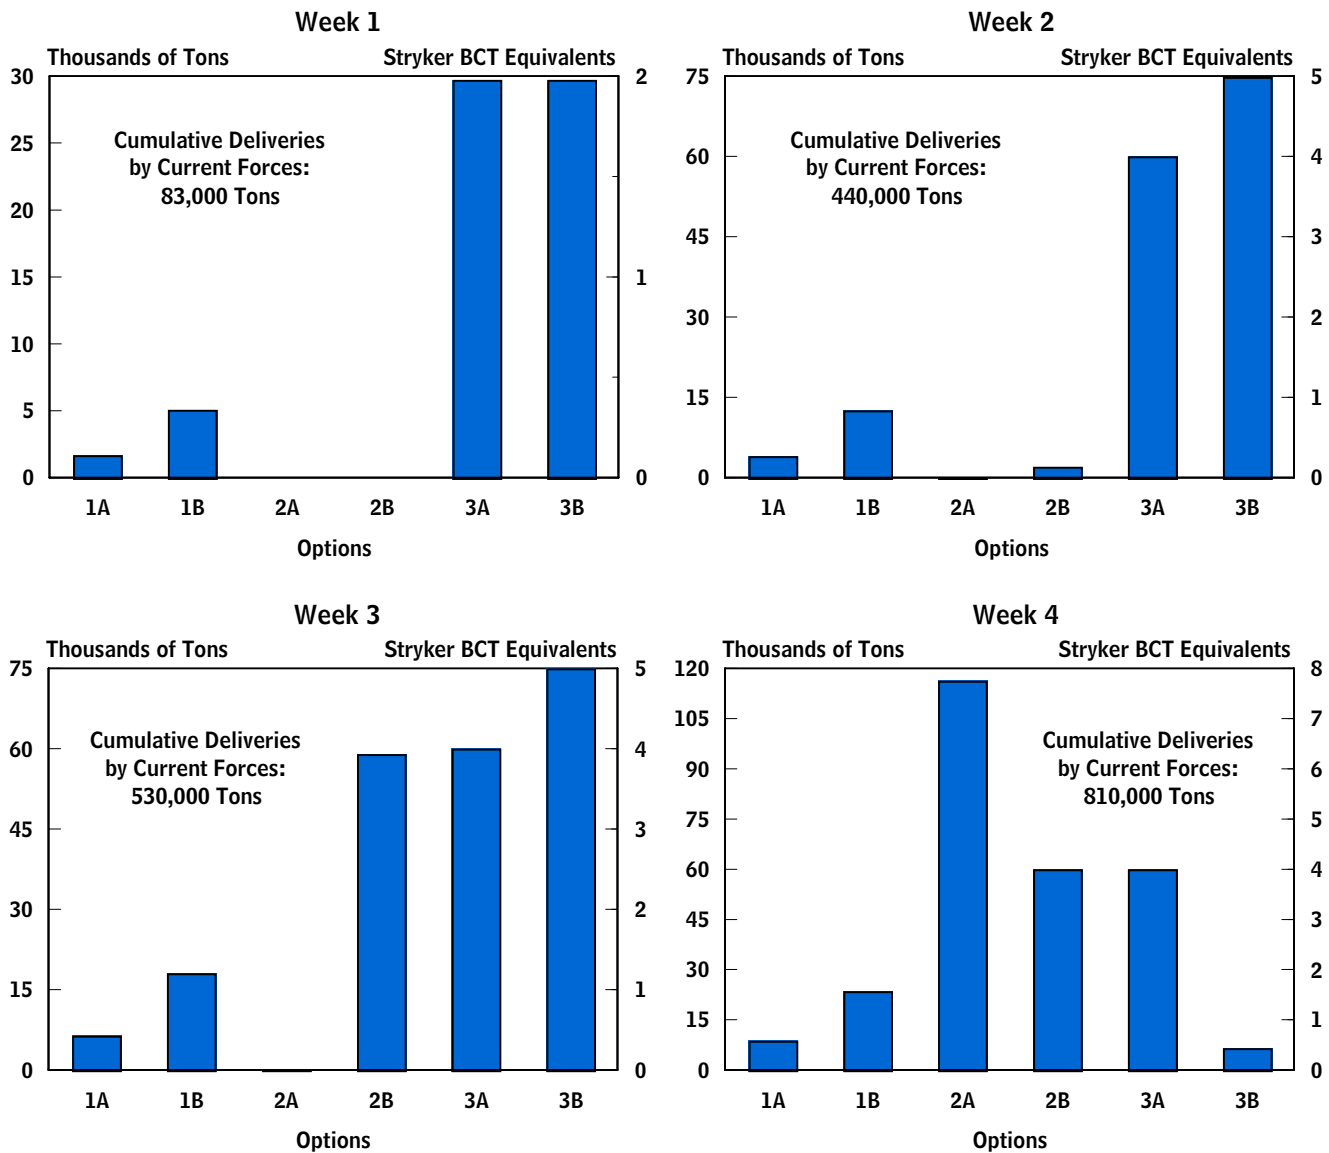 Week 1
Thousands of Tons Stryker BCT Equivalents
30 2
25
20
15 1
10
5
0 0
Cumulative Deliveries
by Current Forces:
83,000 Tons
1A 1B 2A 2B 3A 3B
Options
Week 2
Thousands of Tons Stryker BCT Equivalents
75 5
60 4
45 3
30 2
15 1
0 0
Cumulative Deliveries
by Current Forces:
440,000 Tons
1A 1B 2A 2B 3A 3B
Options
Week 3
Thousands of Tons Stryker BCT Equivalents
75 5
60 4
45 3
30 2
15 1
0 0
Cumulative Deliveries
by Current Forces:
530,000 Tons
1A 1B 2A 2B 3A 3B
Options
Week 4
Thousands of Tons Stryker BCT Equivalents
120 8
105 7
90 6
75 5
60 4
45 3
30 2
15 1
0 0
Cumulative Deliveries
by Current Forces:
810,000 Tons
1A 1B 2A 2B 3A 3B
Options